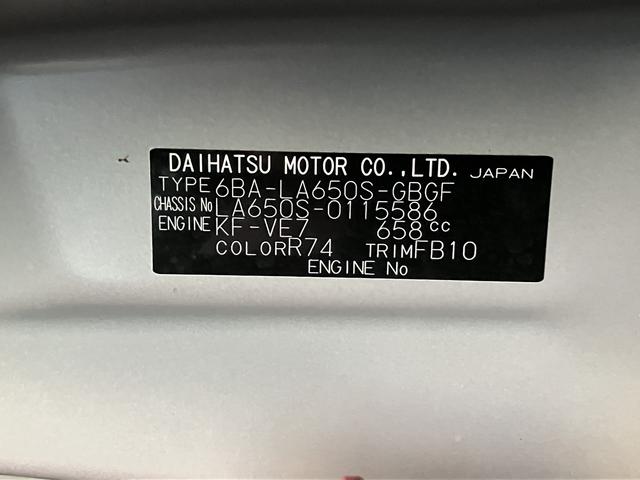 DAIHATSU MOTOR CO.,LTD. JAPAN
TYPE 6BA-LA650S-GBGF
CHASSIS No LA650S-0115586
ENGINE KF-VE7 658cc
COLOR R74 TRIM FB10
ENGINE No